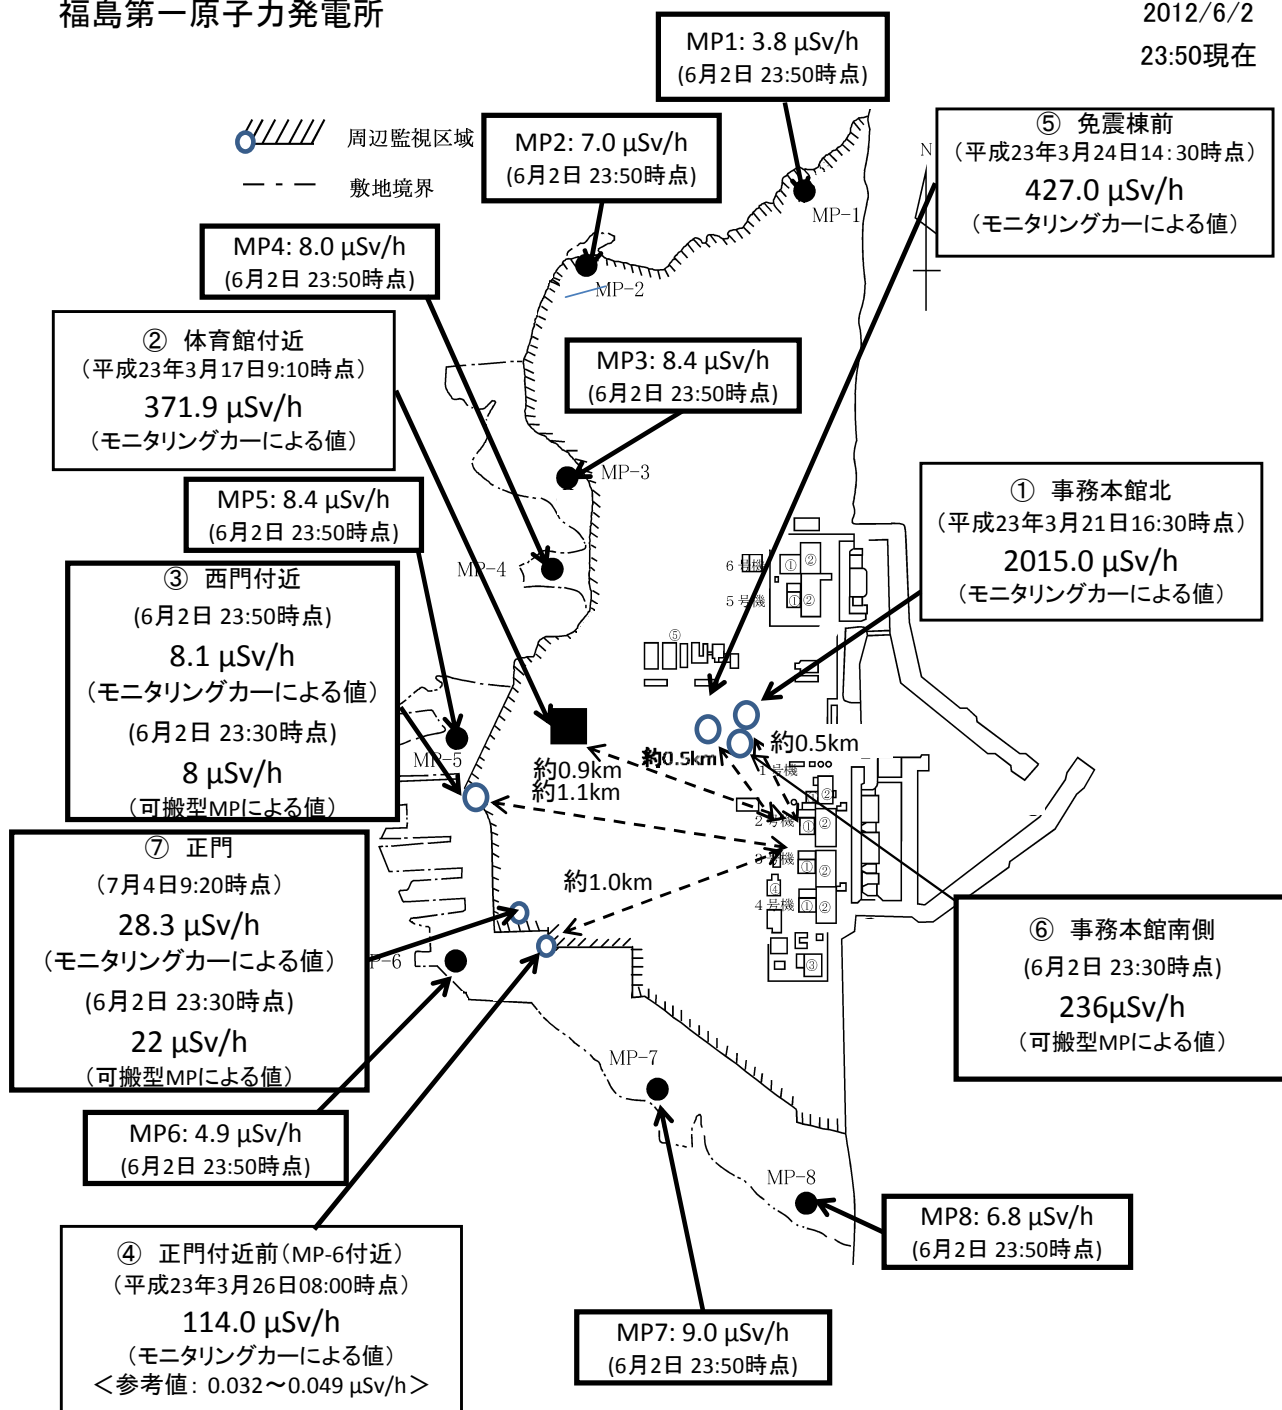 福島第一原子力発電所
2012/6/2
23:50現在
周辺監視区域
敷地境界
MP1: 3.8 μSv/h
(6月2日 23:50時点)
MP2: 7.0 μSv/h
(6月2日 23:50時点)
⑤ 免震棟前
(平成23年3月24日14:30時点)
427.0 μSv/h
(モニタリングカーによる値)
N
MP-1
MP4: 8.0 μSv/h
(6月2日 23:50時点)
MP-2
② 体育館付近
(平成23年3月17日9:10時点)
371.9 μSv/h
(モニタリングカーによる値)
MP3: 8.4 μSv/h
(6月2日 23:50時点)
MP-3
MP5: 8.4 μSv/h
(6月2日 23:50時点)
① 事務本館北
(平成23年3月21日16:30時点)
2015.0 μSv/h
(モニタリングカーによる値)
MP-4
③ 西門付近
(6月2日 23:50時点)
8.1 μSv/h
(モニタリングカーによる値)
(6月2日 23:30時点)
8 μSv/h
(可搬型MPによる値)
6号機
① ②
5号機
① ②
⑤
MP-5
約0.9km
約1.1km
約0.5km
約0.5km
1号機
②
2号機
① ②
3号機
① ②
④
4号機
① ②
③
約1.0km
⑦ 正門
(7月4日9:20時点)
28.3 μSv/h
(モニタリングカーによる値)
(6月2日 23:30時点)
22 μSv/h
(可搬型MPによる値)
P-6
⑥ 事務本館南側
(6月2日 23:30時点)
236μSv/h
(可搬型MPによる値)
MP-7
MP6: 4.9 μSv/h
(6月2日 23:50時点)
MP-8
MP8: 6.8 μSv/h
(6月2日 23:50時点)
④ 正門付近前(MP-6付近)
(平成23年3月26日08:00時点)
114.0 μSv/h
(モニタリングカーによる値)
<参考値: 0.032~0.049 μSv/h>
MP7: 9.0 μSv/h
(6月2日 23:50時点)